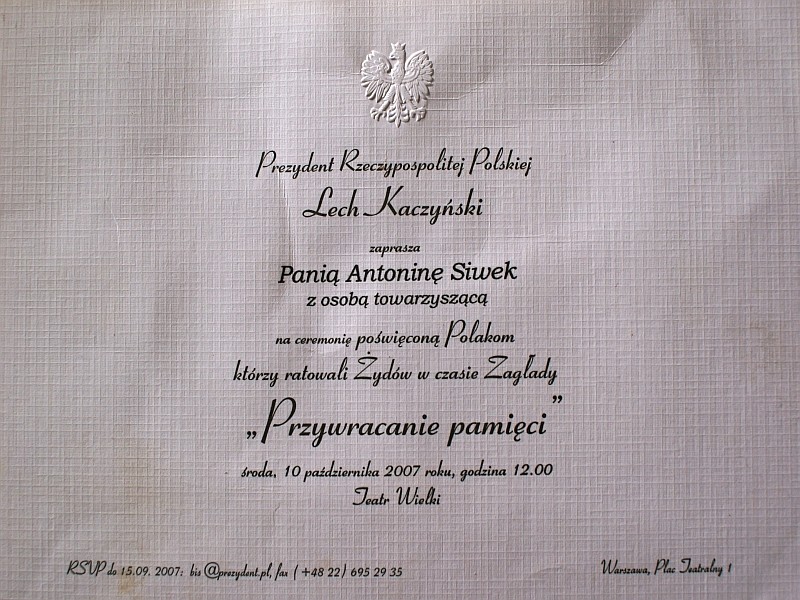 Prezydent Rzeczypospolitej Polskiej
Lech Kaczyński
zaprasza
Panią Antoninę Siwek
z osobą towarzyszącą
na ceremonię poświęconą Polakom
którzy ratowali Żydów w czasie Zagłady
„Przywracanie pamięci”
środa, 10 października 2007 roku, godzina 12.00
Teatr Wielki
RSVP do 15.09. 2007: bis @prezydent.pl, fax ( +48 22) 695 29 35
Warszawa, Plac Teatralny 1